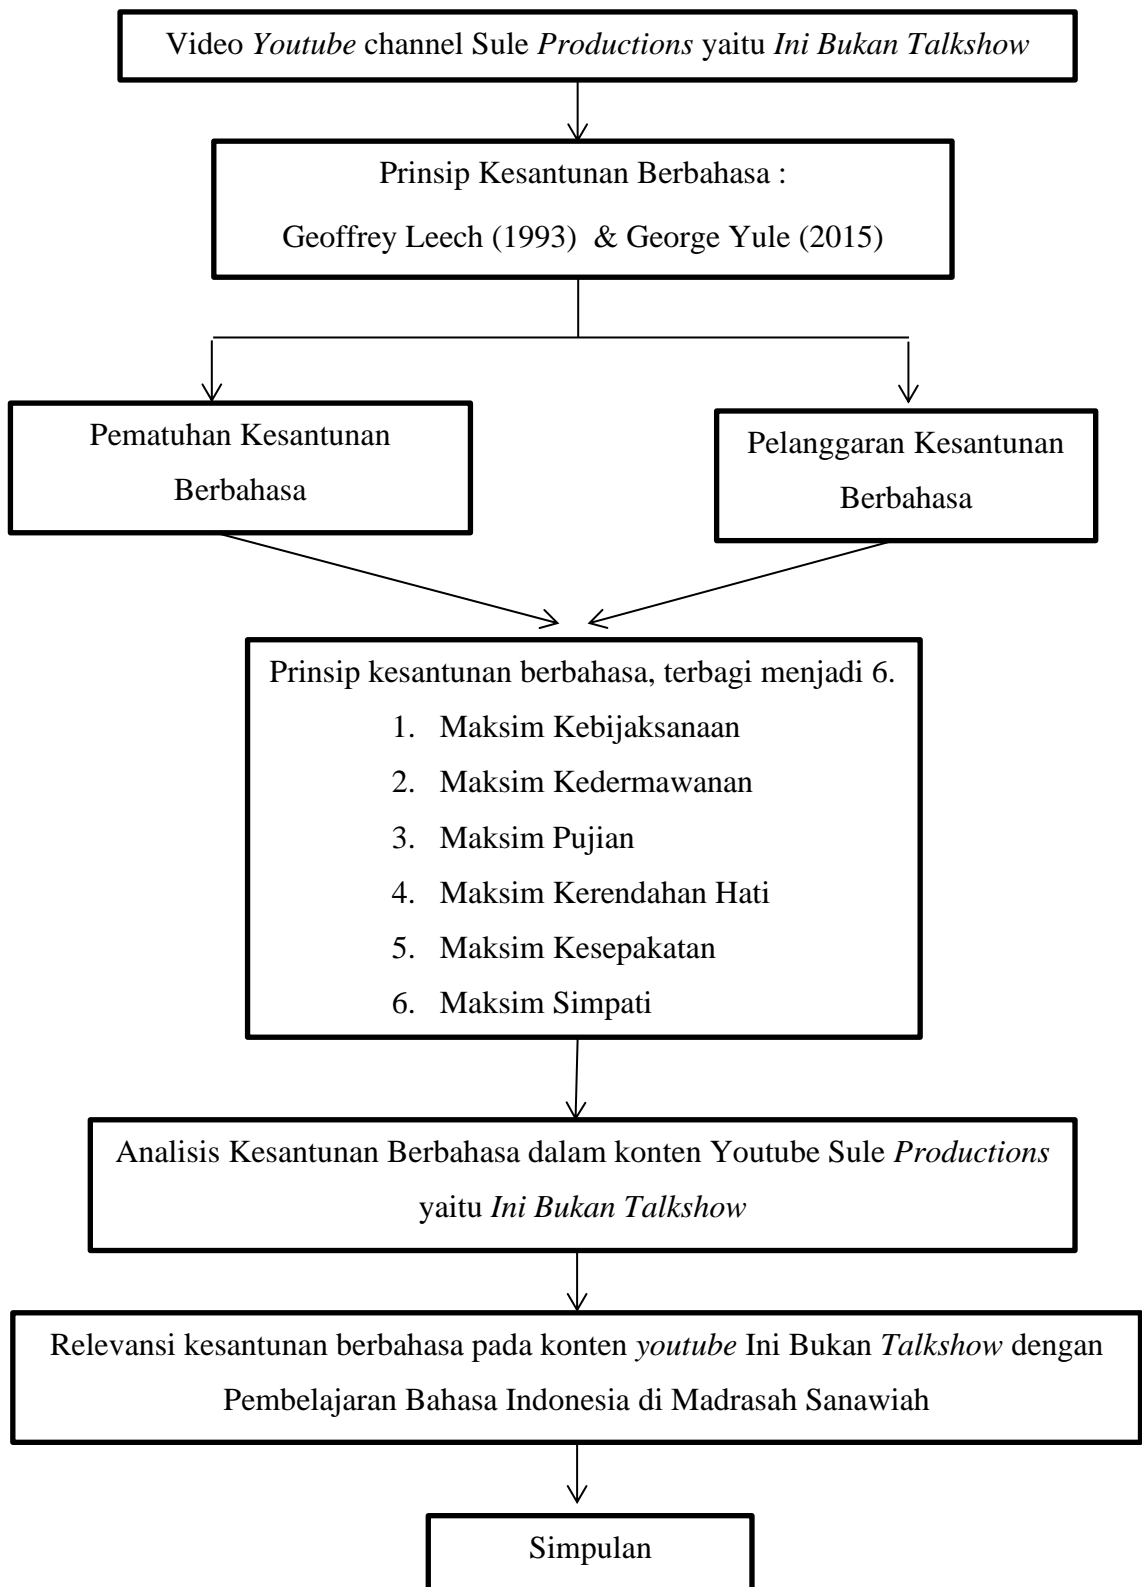 Video Youtube channel Sule Productions yaitu Ini Bukan Talkshow
Prinsip Kesantunan Berbahasa :
Geoffrey Leech (1993)  & George Yule (2015)
Pematuhan Kesantunan
Berbahasa
Pelanggaran Kesantunan
Berbahasa
Prinsip kesantunan berbahasa, terbagi menjadi 6.
1. Maksim Kebijaksanaan
2. Maksim Kedermawanan
3. Maksim Pujian
4. Maksim Kerendahan Hati
5. Maksim Kesepakatan
6. Maksim Simpati
Analisis Kesantunan Berbahasa dalam konten Youtube Sule Productions
yaitu Ini Bukan Talkshow
Relevansi kesantunan berbahasa pada konten youtube Ini Bukan Talkshow dengan
Pembelajaran Bahasa Indonesia di Madrasah Sanawiah
Simpulan